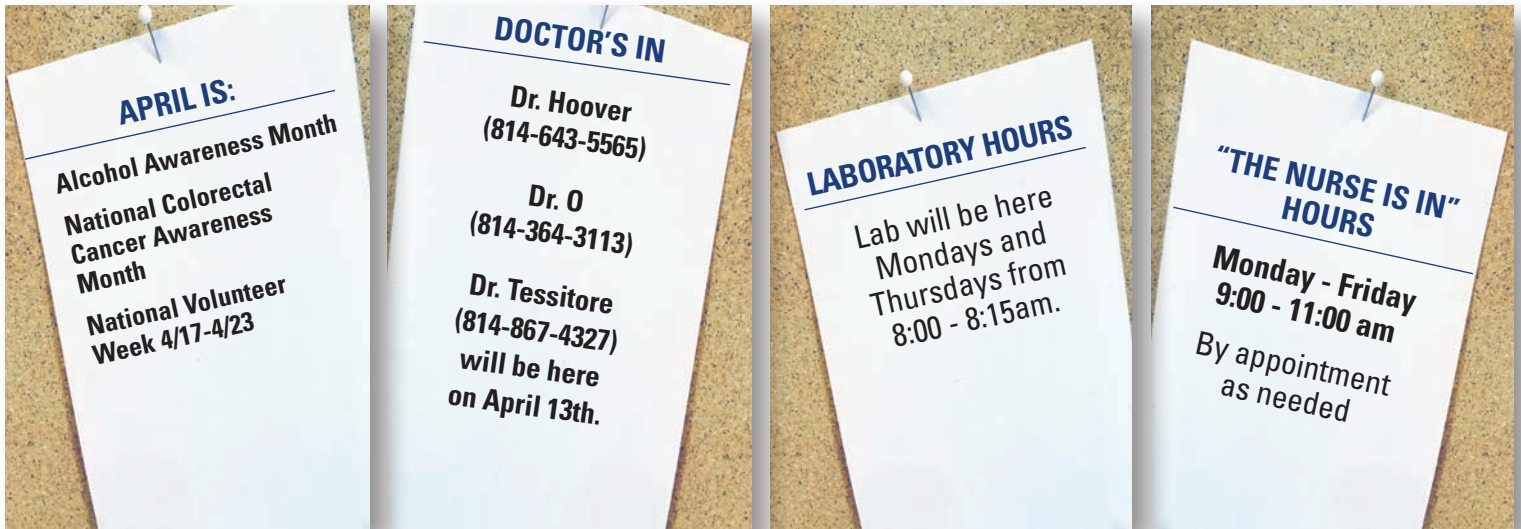 APRIL IS:
Alcohol Awareness Month
National Colorectal
Cancer Awareness
Month
National Volunteer
Week 4/17-4/23
DOCTOR'S IN
Dr. Hoover
(814-643-5565)
Dr. O
(814-364-3113)
Dr. Tessitore
(814-867-4327)
will be here
on April 13th.
LABORATORY HOURS
Lab will be here
Mondays and
Thursdays from
8:00 - 8:15am.
“THE NURSE IS IN”
HOURS
Monday - Friday
9:00 - 11:00 am
By appointment
as needed